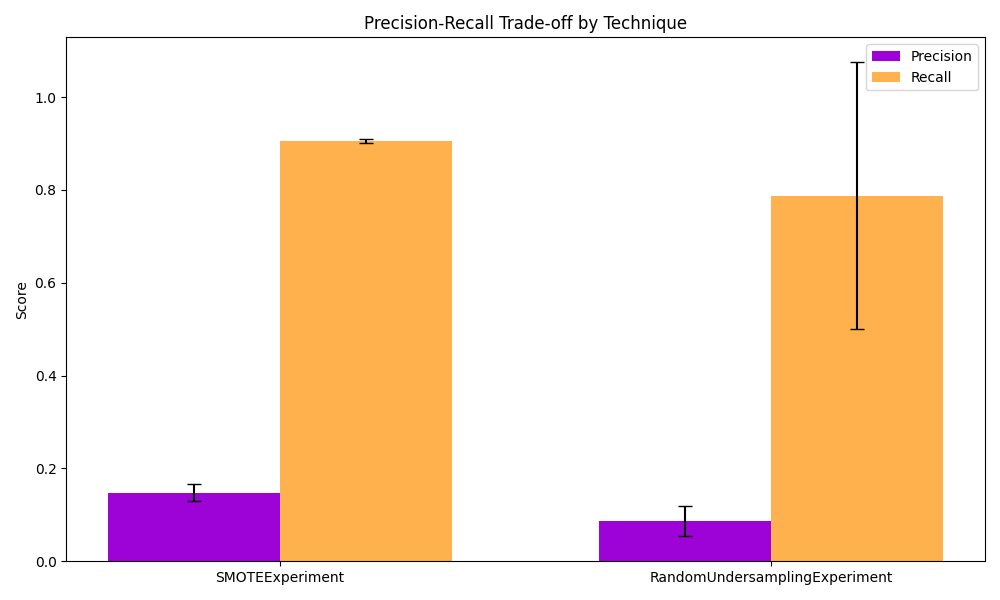 Precision-Recall Trade-off by Technique
Precision
Recall
Score
1.0
0.8
0.6
0.4
0.2
0.0
SMOTEExperiment
RandomUndersamplingExperiment